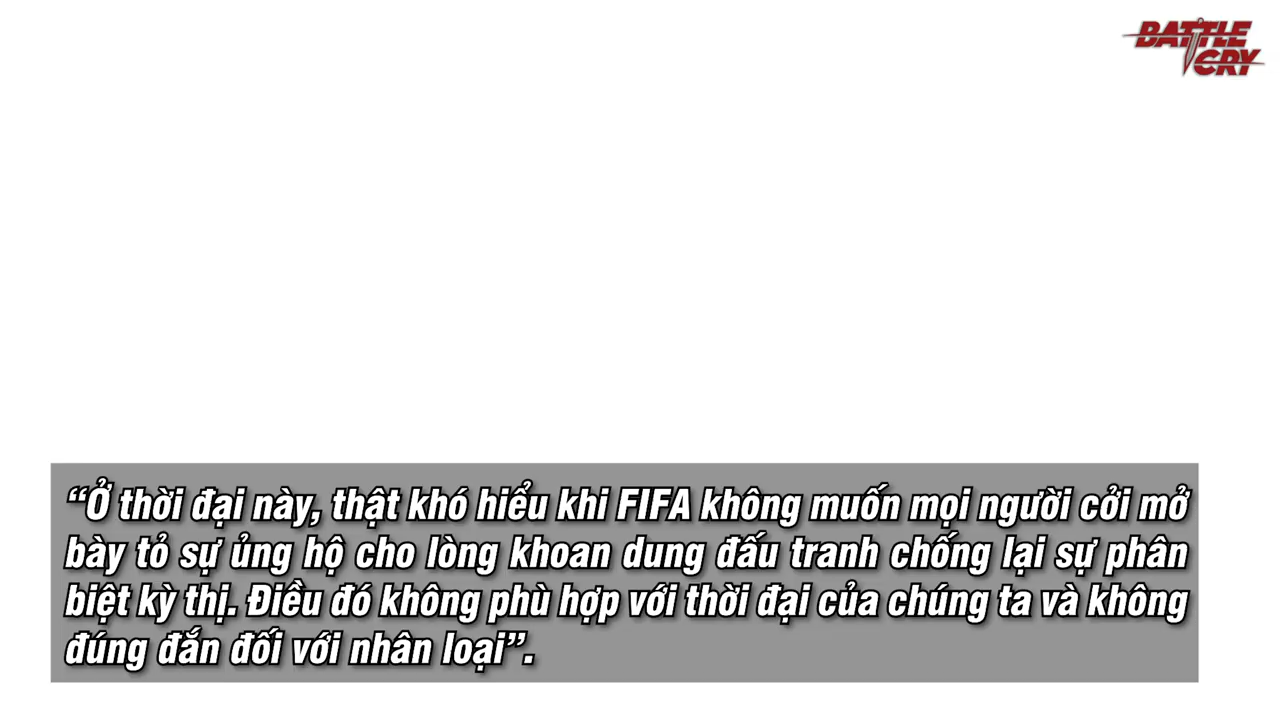 BATTLE
CRY
“Ở thời đại này, thật khó hiểu khi FIFA không muốn mọi người cởi mở
bày tỏ sự ủng hộ cho lòng khoan dung đấu tranh chống lại sự phân
biệt kỳ thị. Điều đó không phù hợp với thời đại của chúng ta và không
đúng đắn đối với nhân loại”.